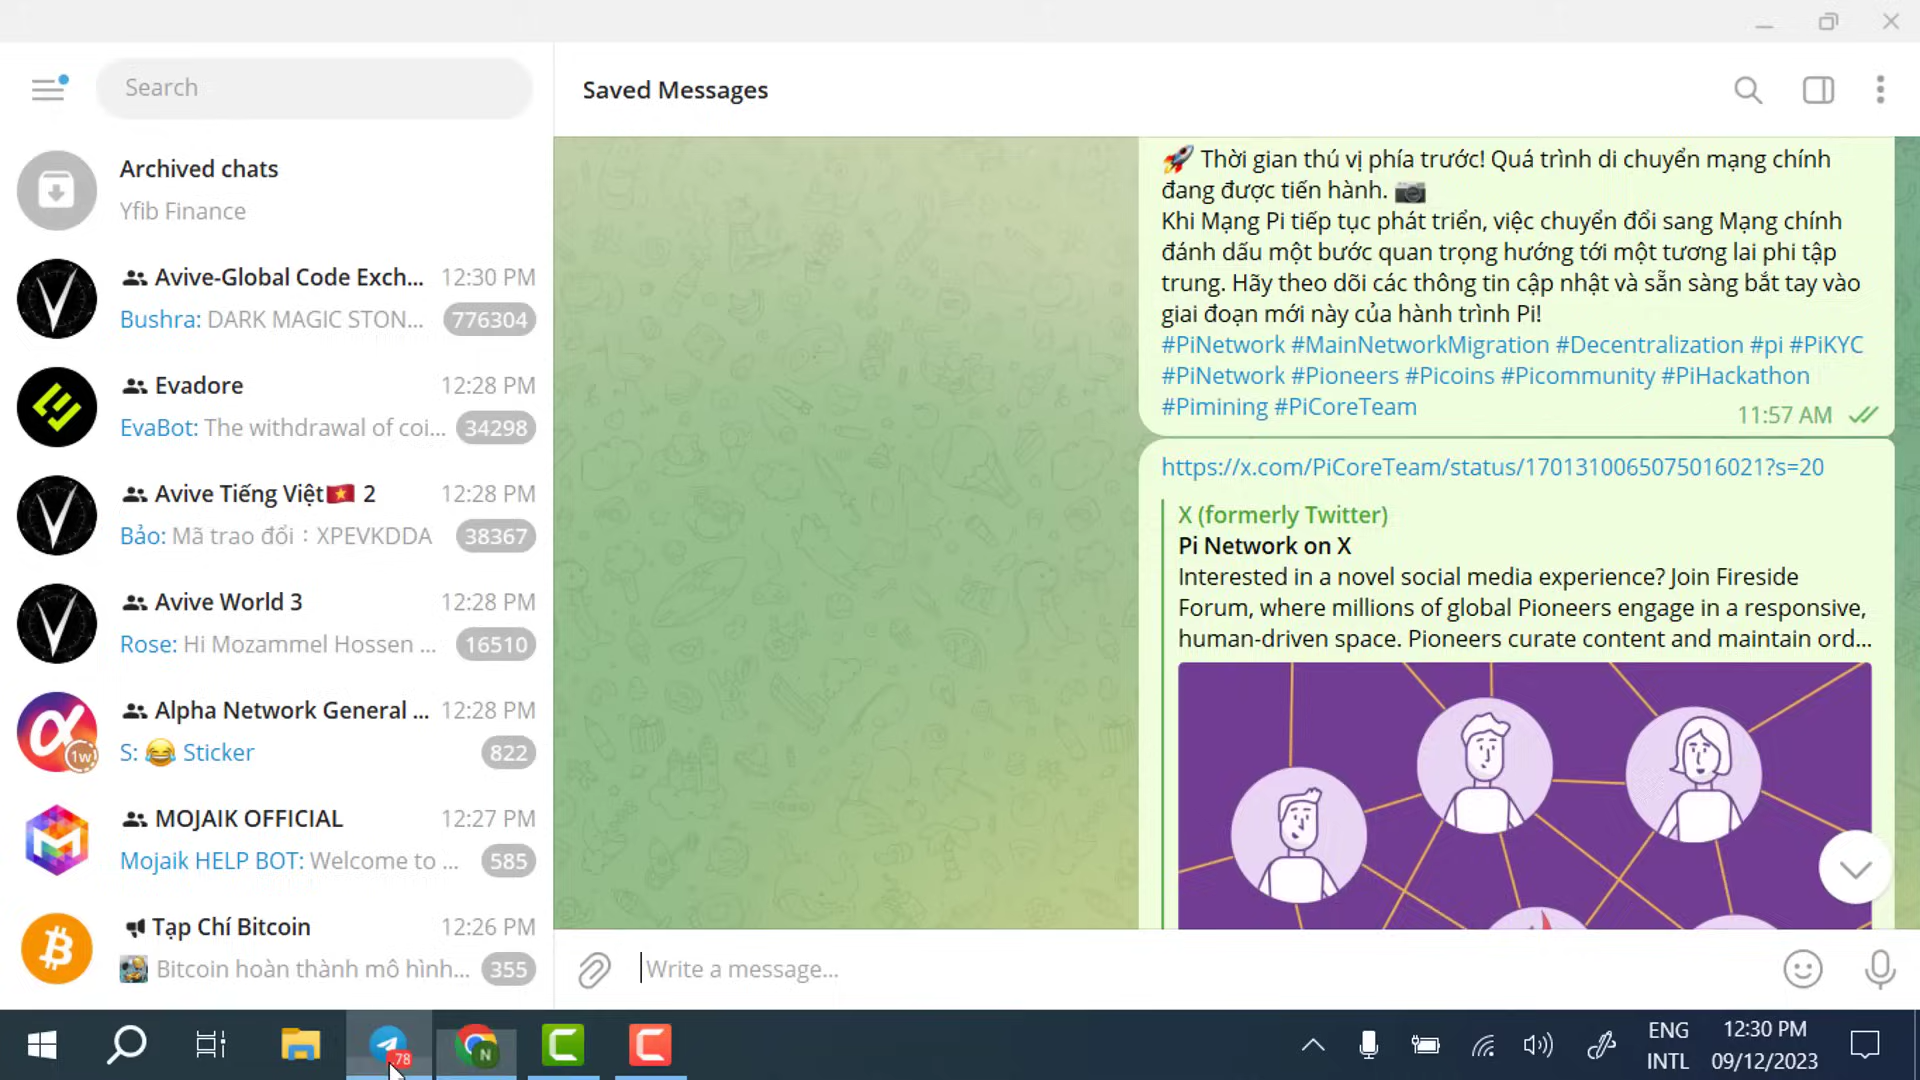 Search
Saved Messages
Archived chats
Yfib Finance
Avive-Global Code Exch... 12:30 PM
Bushra: DARK MAGIC STON... 776304
Evadore 12:28 PM
EvaBot: The withdrawal of coi... 34298
Avive Tiếng Việt🇻🇳 2 12:28 PM
Bảo: Mã trao đổi：XPEVKDDA 38367
Avive World 3 12:28 PM
Rose: Hi Mozammel Hossen ... 16510
Alpha Network General ... 12:28 PM
S: 😂 Sticker 822
1w
MOJAIK OFFICIAL 12:27 PM
Mojaik HELP BOT: Welcome to ... 585
Tạp Chí Bitcoin 12:26 PM
Bitcoin hoàn thành mô hình... 355
🚀 Thời gian thú vị phía trước! Quá trình di chuyển mạng chính
đang được tiến hành. 📷
Khi Mạng Pi tiếp tục phát triển, việc chuyển đổi sang Mạng chính
đánh dấu một bước quan trọng hướng tới một tương lai phi tập
trung. Hãy theo dõi các thông tin cập nhật và sẵn sàng bắt tay vào
giai đoạn mới này của hành trình Pi!
#PiNetwork #MainNetworkMigration #Decentralization #pi #PiKYC
#PiNetwork #Pioneers #Picoins #Picommunity #PiHackathon
#Pimining #PiCoreTeam
11:57 AM
https://x.com/PiCoreTeam/status/1701310065075016021?s=20
X (formerly Twitter)
Pi Network on X
Interested in a novel social media experience? Join Fireside
Forum, where millions of global Pioneers engage in a responsive,
human-driven space. Pioneers curate content and maintain ord...
Write a message...
78
N
ENG 12:30 PM
INTL 09/12/2023